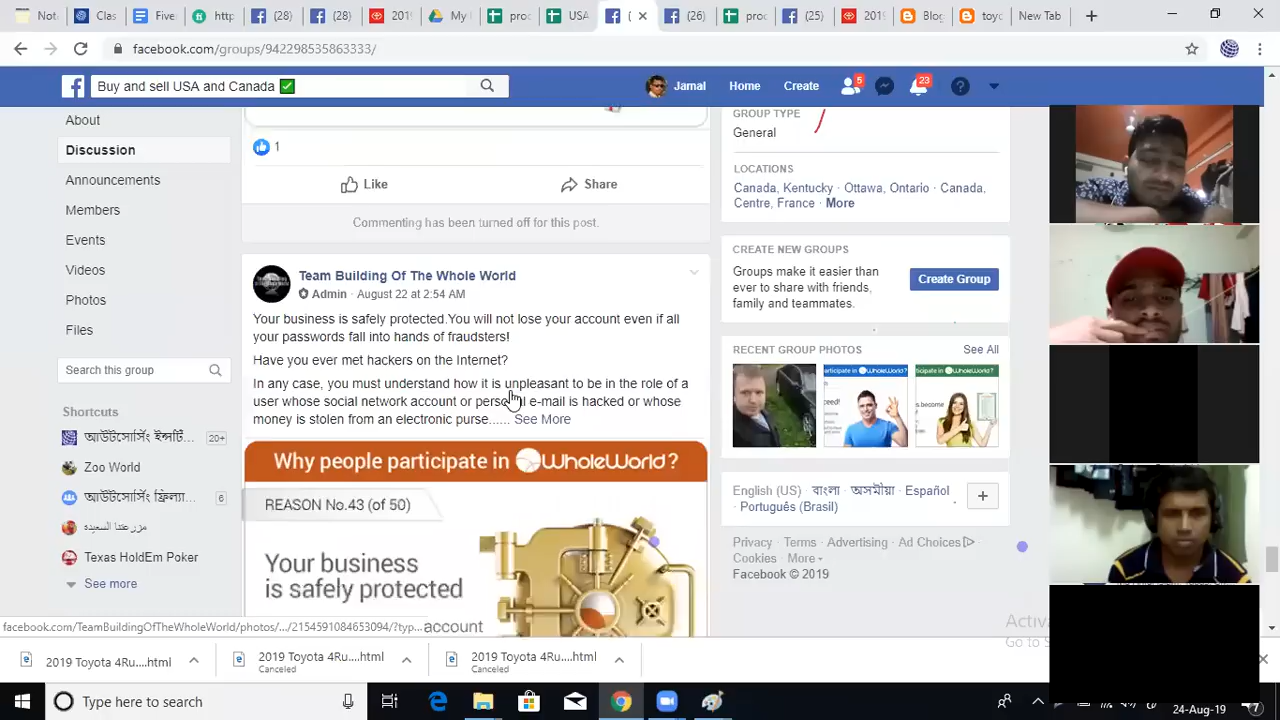 (
Clas
Five
http
(28)
(28)
2019
My
proc
USA
(
(26)
proc
(25)
2019
Blog
toyc
New Tab
facebook.com/groups/942298535863333/
Buy and sell USA and Canada ✅
Jamal
Home
Create
5
23
About
Discussion
Announcements
Members
Events
Videos
Photos
Files
Search this group
Shortcuts
20+
Zoo World
6
مزرعتنا السعيده
Texas HoldEm Poker
See more
1
Like
Share
Commenting has been turned off for this post.
Team Building Of The Whole World
Admin · August 22 at 2:54 AM
Your business is safely protected.You will not lose your account even if all
your passwords fall into hands of fraudsters!
Have you ever met hackers on the Internet?
In any case, you must understand how it is unpleasant to be in the role of a
user whose social network account or personal e-mail is hacked or whose
money is stolen from an electronic purse...... See More
Why people participate in WHOLEWORLD?
REASON No.43 (of 50)
Your business
is safely protected
account
GROUP TYPE
General
LOCATIONS
Canada, Kentucky · Ottawa, Ontario · Canada,
Centre, France · More
CREATE NEW GROUPS
Groups make it easier than
ever to share with friends,
family and teammates.
Create Group
RECENT GROUP PHOTOS
See All
English (US) · বাংলা · অসমীয়া · Español
· Português (Brasil)
Privacy · Terms · Advertising · Ad Choices
Cookies · More
Facebook © 2019
Activa
Go to S
facebook.com/TeamBuildingOfTheWholeWorld/photos/.../2154591084653094/?typ...
2019 Toyota 4Ru....html
2019 Toyota 4Ru....html
Canceled
2019 Toyota 4Ru....html
Canceled
Type here to search
24-Aug-19